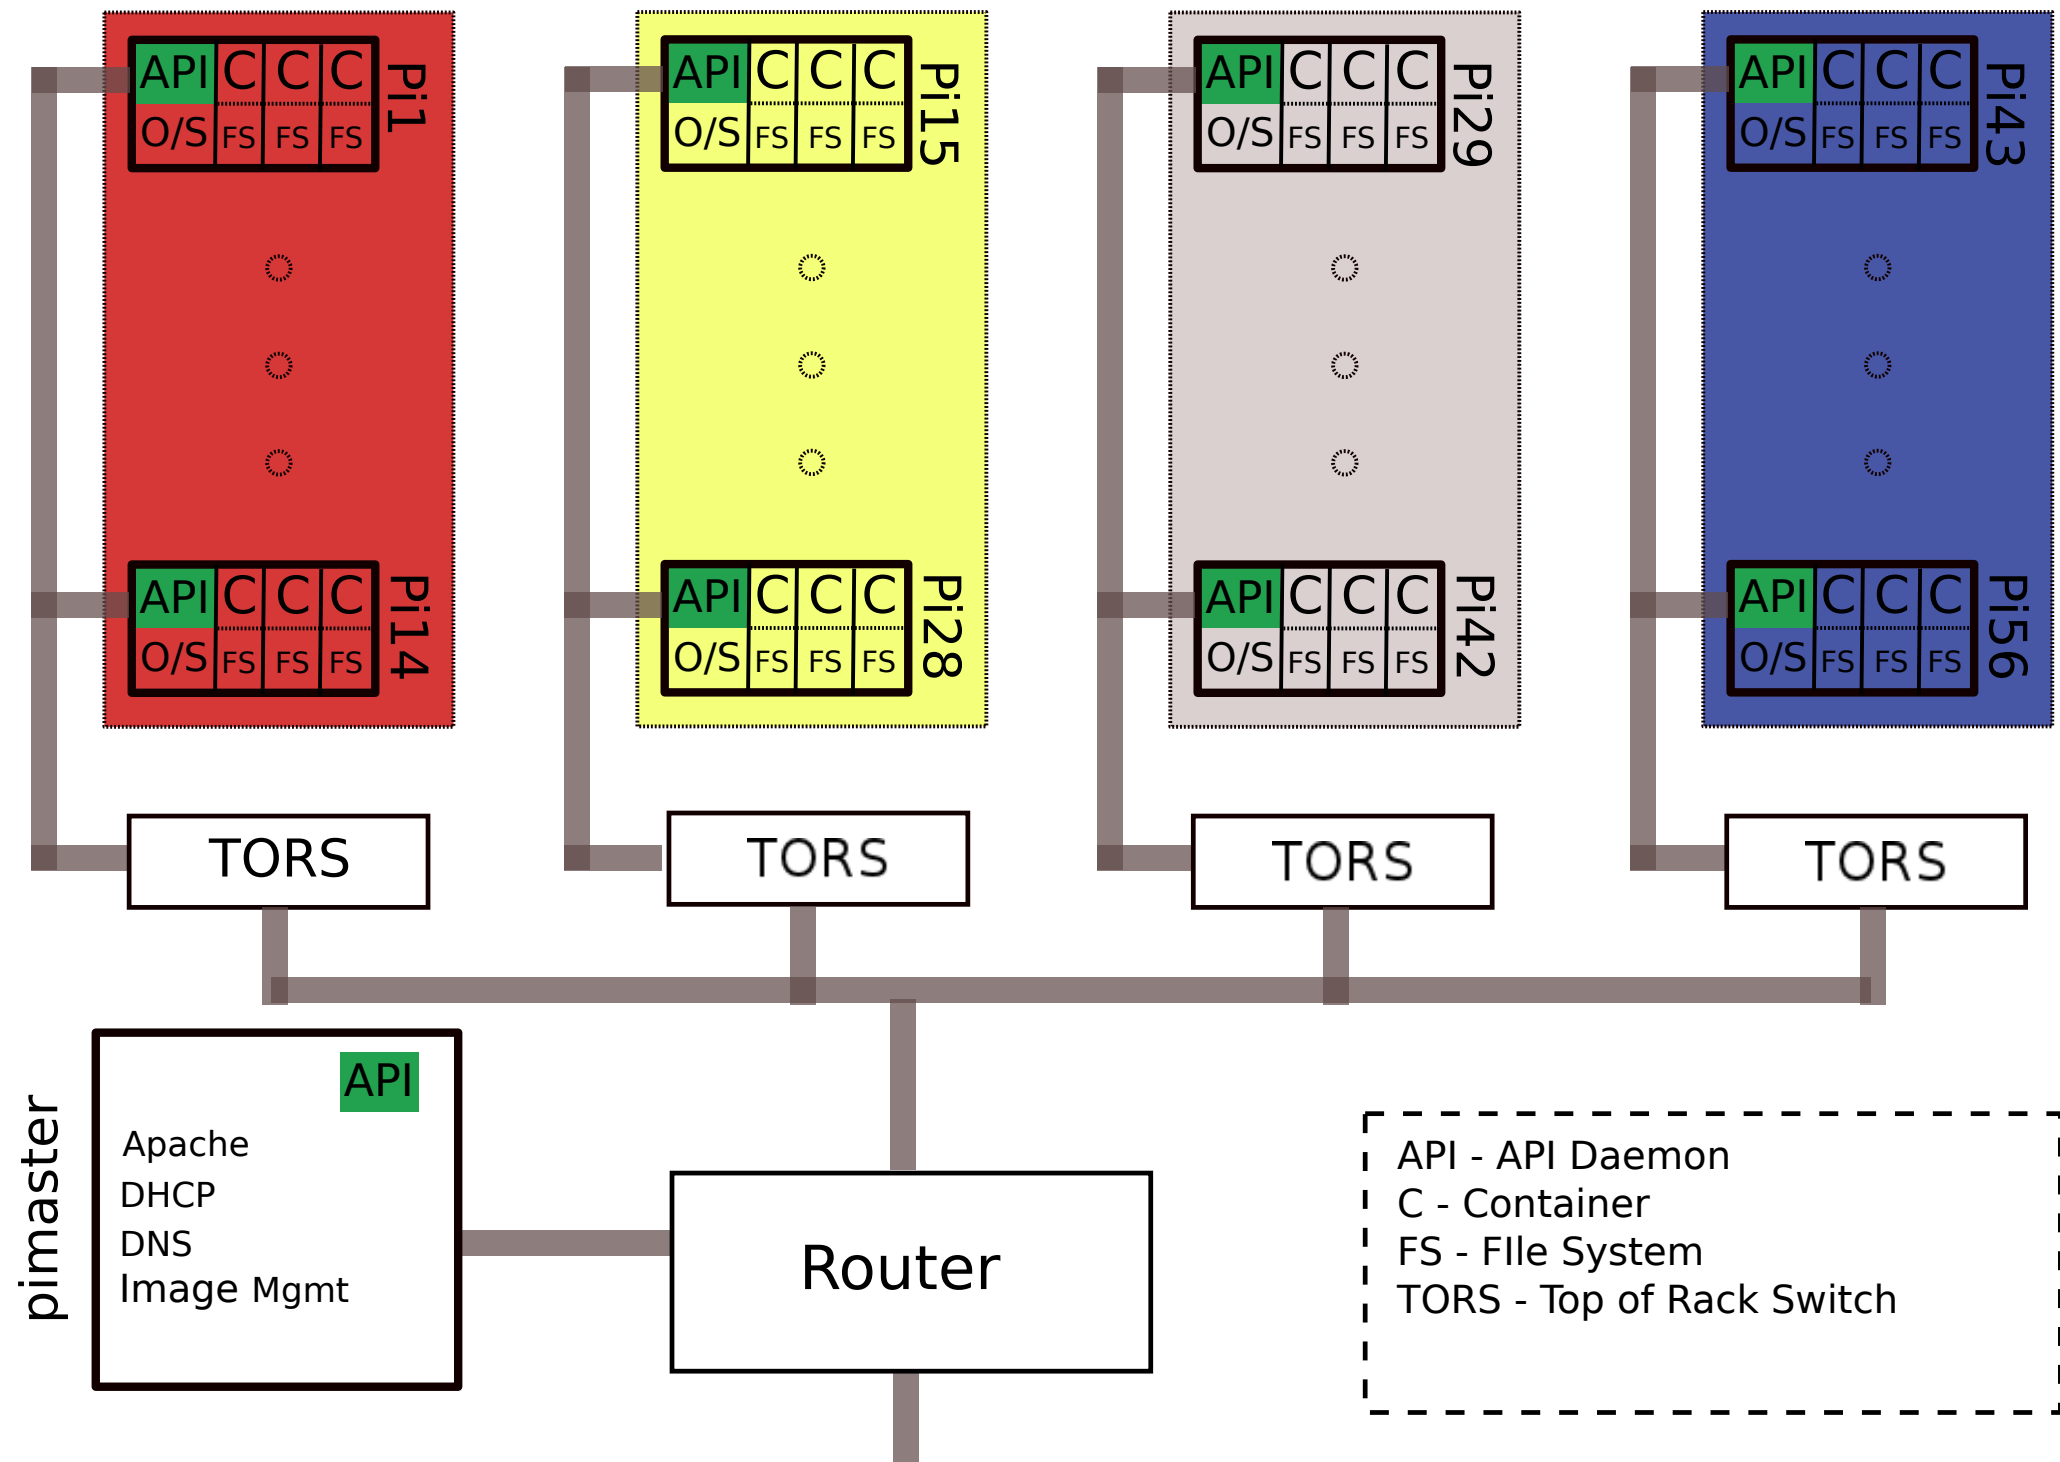 API C C C
O/S FS FS FS
Pi1
API C C C
O/S FS FS FS
Pi15
API C C C
O/S FS FS FS
Pi29
API C C C
O/S FS FS FS
Pi43
API C C C
O/S FS FS FS
Pi14
API C C C
O/S FS FS FS
Pi28
API C C C
O/S FS FS FS
Pi42
API C C C
O/S FS FS FS
Pi56
TORS
TORS
TORS
TORS
pimaster
API
Apache
DHCP
DNS
Image Mgmt
Router
API - API Daemon
C - Container
FS - FIle System
TORS - Top of Rack Switch